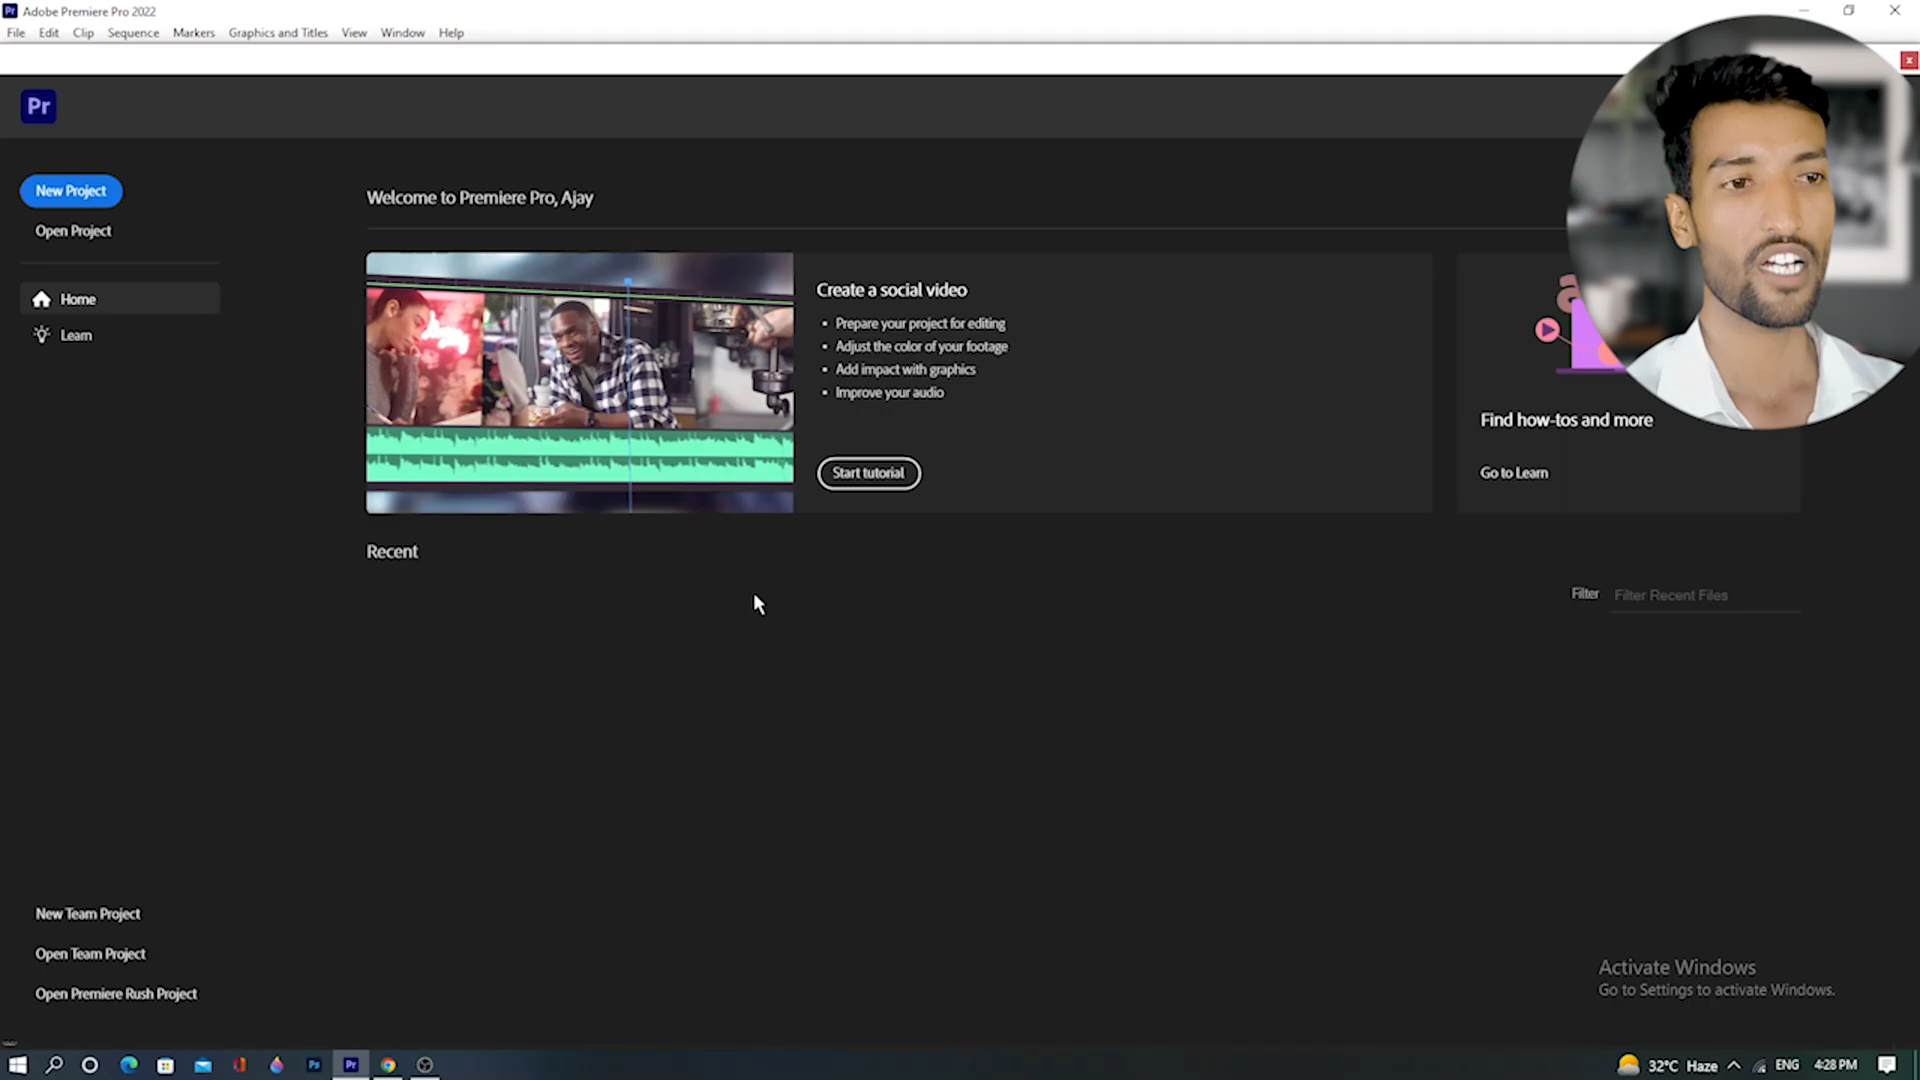 Pr Adobe Premiere Pro 2022
File Edit Clip Sequence Markers Graphics and Titles View Window Help
x
Pr
New Project
Open Project
Home
Learn
Welcome to Premiere Pro, Ajay
Create a social video
• Prepare your project for editing
• Adjust the color of your footage
• Add impact with graphics
• Improve your audio
Start tutorial
Find how-tos and more
Go to Learn
Recent
Filter Filter Recent Files
New Team Project
Open Team Project
Open Premiere Rush Project
Activate Windows
Go to Settings to activate Windows.
Ps Pr 32°C Haze ENG 4:28 PM